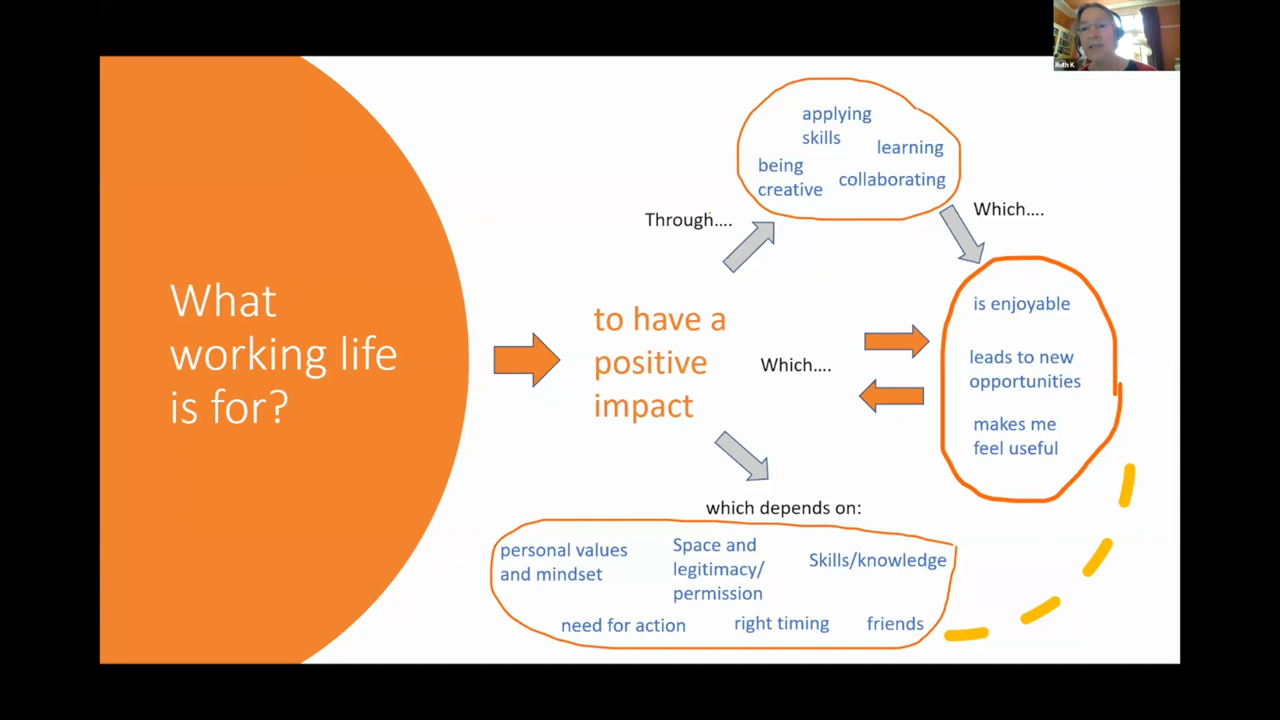 Ruth K
What
working life
is for?
to have a
positive
impact
Through....
applying
skills
learning
being
creative
collaborating
Which....
is enjoyable
leads to new
opportunities
makes me
feel useful
Which....
which depends on:
personal values
and mindset
Space and
legitimacy/
permission
Skills/knowledge
need for action
right timing
friends